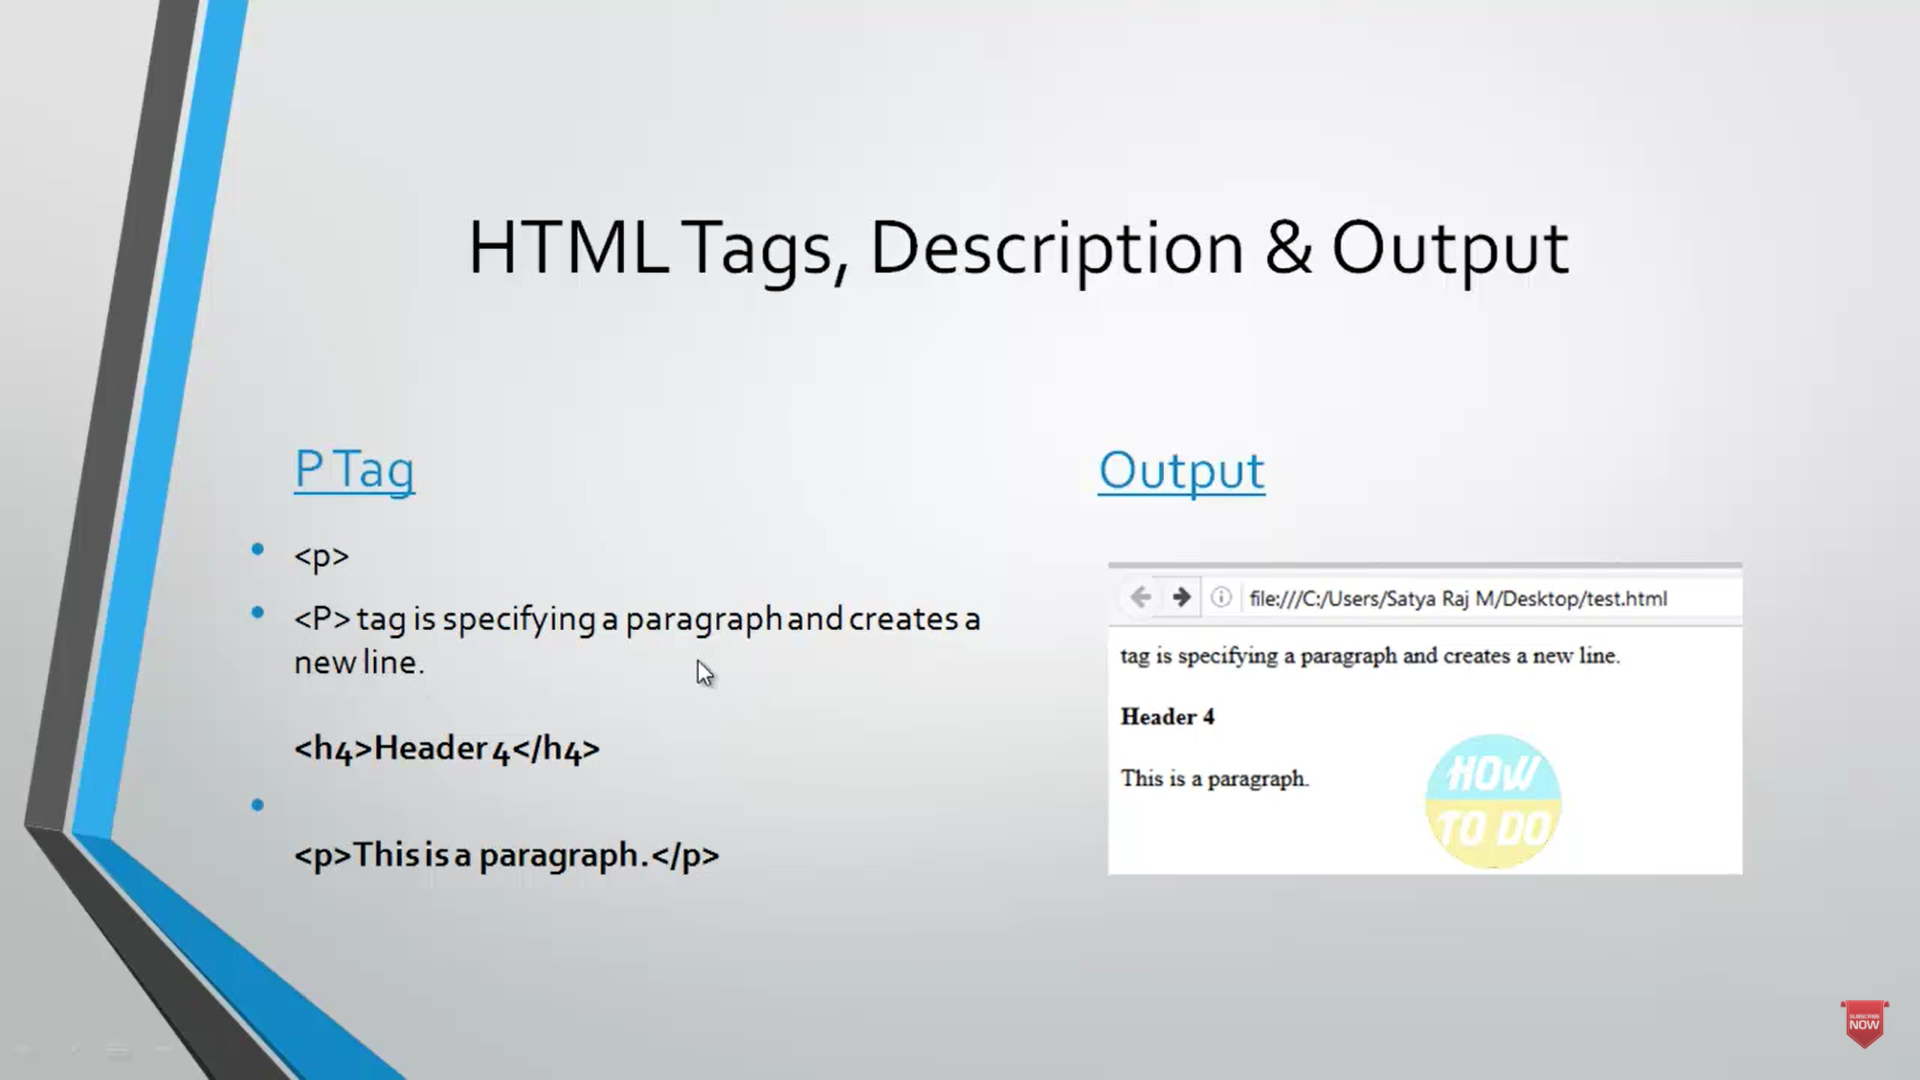 HTML Tags, Description & Output
P Tag
<p>
<P> tag is specifying a paragraph and creates a
new line.
<h4>Header 4</h4>
<p>This is a paragraph.</p>
Output
file:///C:/Users/Satya Raj M/Desktop/test.html
tag is specifying a paragraph and creates a new line.
Header 4
This is a paragraph.
HOW
TO DO
SUBSCRIBE
NOW